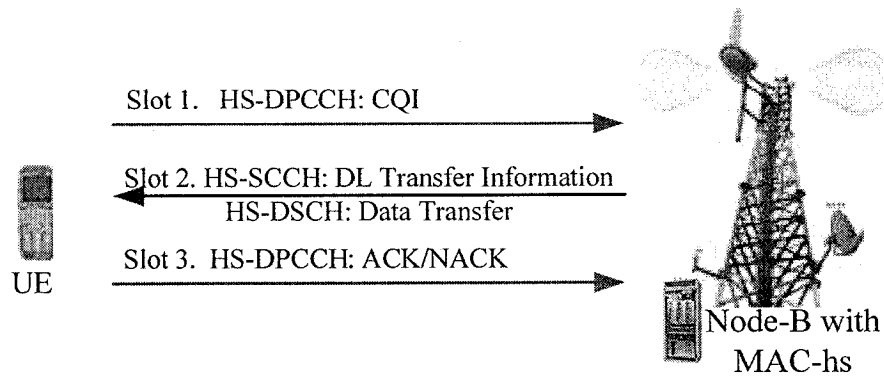 Slot 1. HS-DPCCH: CQI
Slot 2. HS-SCCH: DL Transfer Information
HS-DSCH: Data Transfer
Slot 3. HS-DPCCH: ACK/NACK
UE
Node-B with
MAC-hs